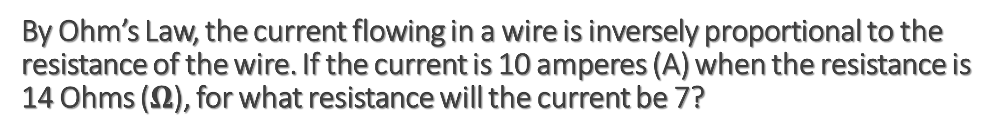 By Ohm’s Law, the current flowing in a wire is inversely proportional to the
resistance of the wire. If the current is 10 amperes (A) when the resistance is
14 Ohms (Ω), for what resistance will the current be 7?